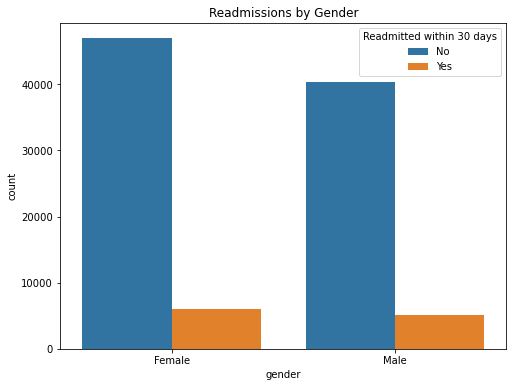 Readmissions by Gender
Readmitted within 30 days
No
Yes
count
40000
30000
20000
10000
0
Female
Male
gender